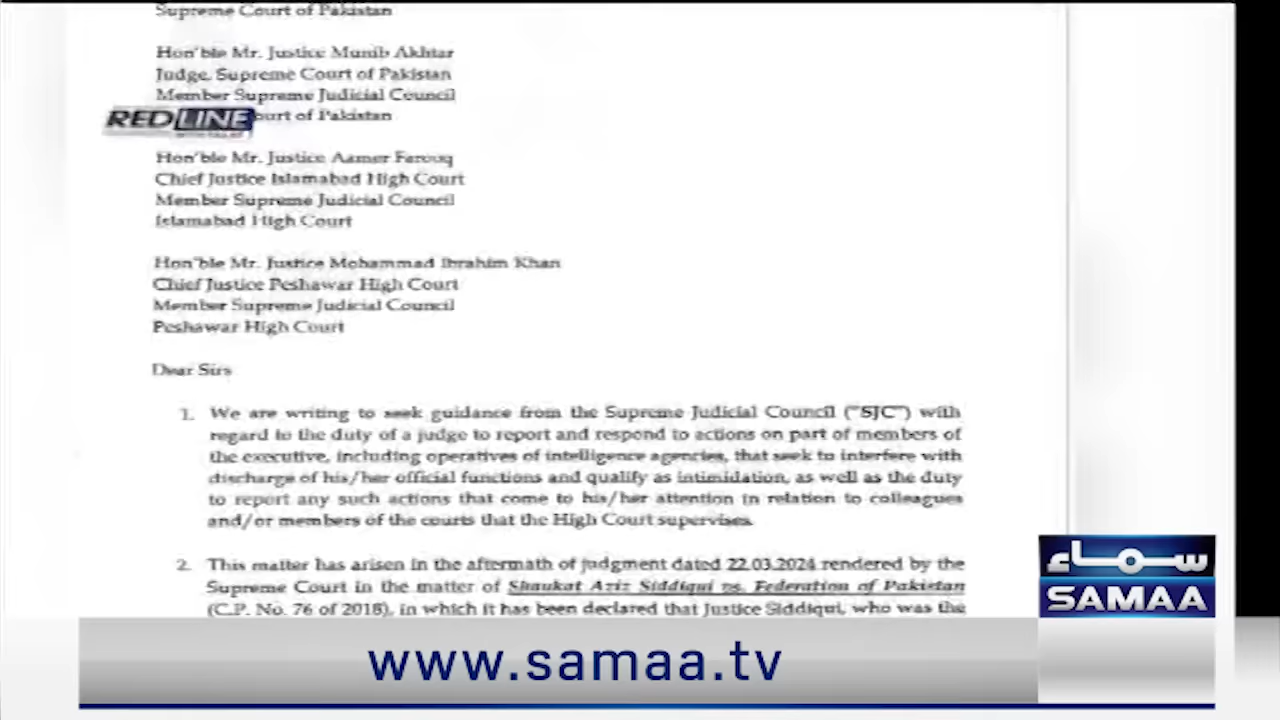 Supreme Court of Pakistan
Hon'ble Mr. Justice Munib Akhtar
Judge, Supreme Court of Pakistan
Member Supreme Judicial Council
REDLINE
ourt of Pakistan
Hon'ble Mr. Justice Aamer Farouq
Chief Justice Islamabad High Court
Member Supreme Judicial Council
Islamabad High Court
Hon'ble Mr. Justice Mohammad Ibrahim Khan
Chief Justice Peshawar High Court
Member Supreme Judicial Council
Peshawar High Court
Dear Sirs
1. We are writing to seek guidance from the Supreme Judicial Council ("SJC") with
regard to the duty of a judge to report and respond to actions on part of members of
the executive, including operatives of intelligence agencies, that seek to interfere with
discharge of his/her official functions and qualify as intimidation, as well as the duty
to report any such actions that come to his/her attention in relation to colleagues
and/or members of the courts that the High Court supervises.
2. This matter has arisen in the aftermath of judgment dated 22.03.2024 rendered by the
Supreme Court in the matter of Shaukat Aziz Siddiqui vs. Federation of Pakistan
(C.P. No. 76 of 2018), in which it has been declared that Justice Siddiqui, who was the
سماء
SAMAA
www.samaa.tv